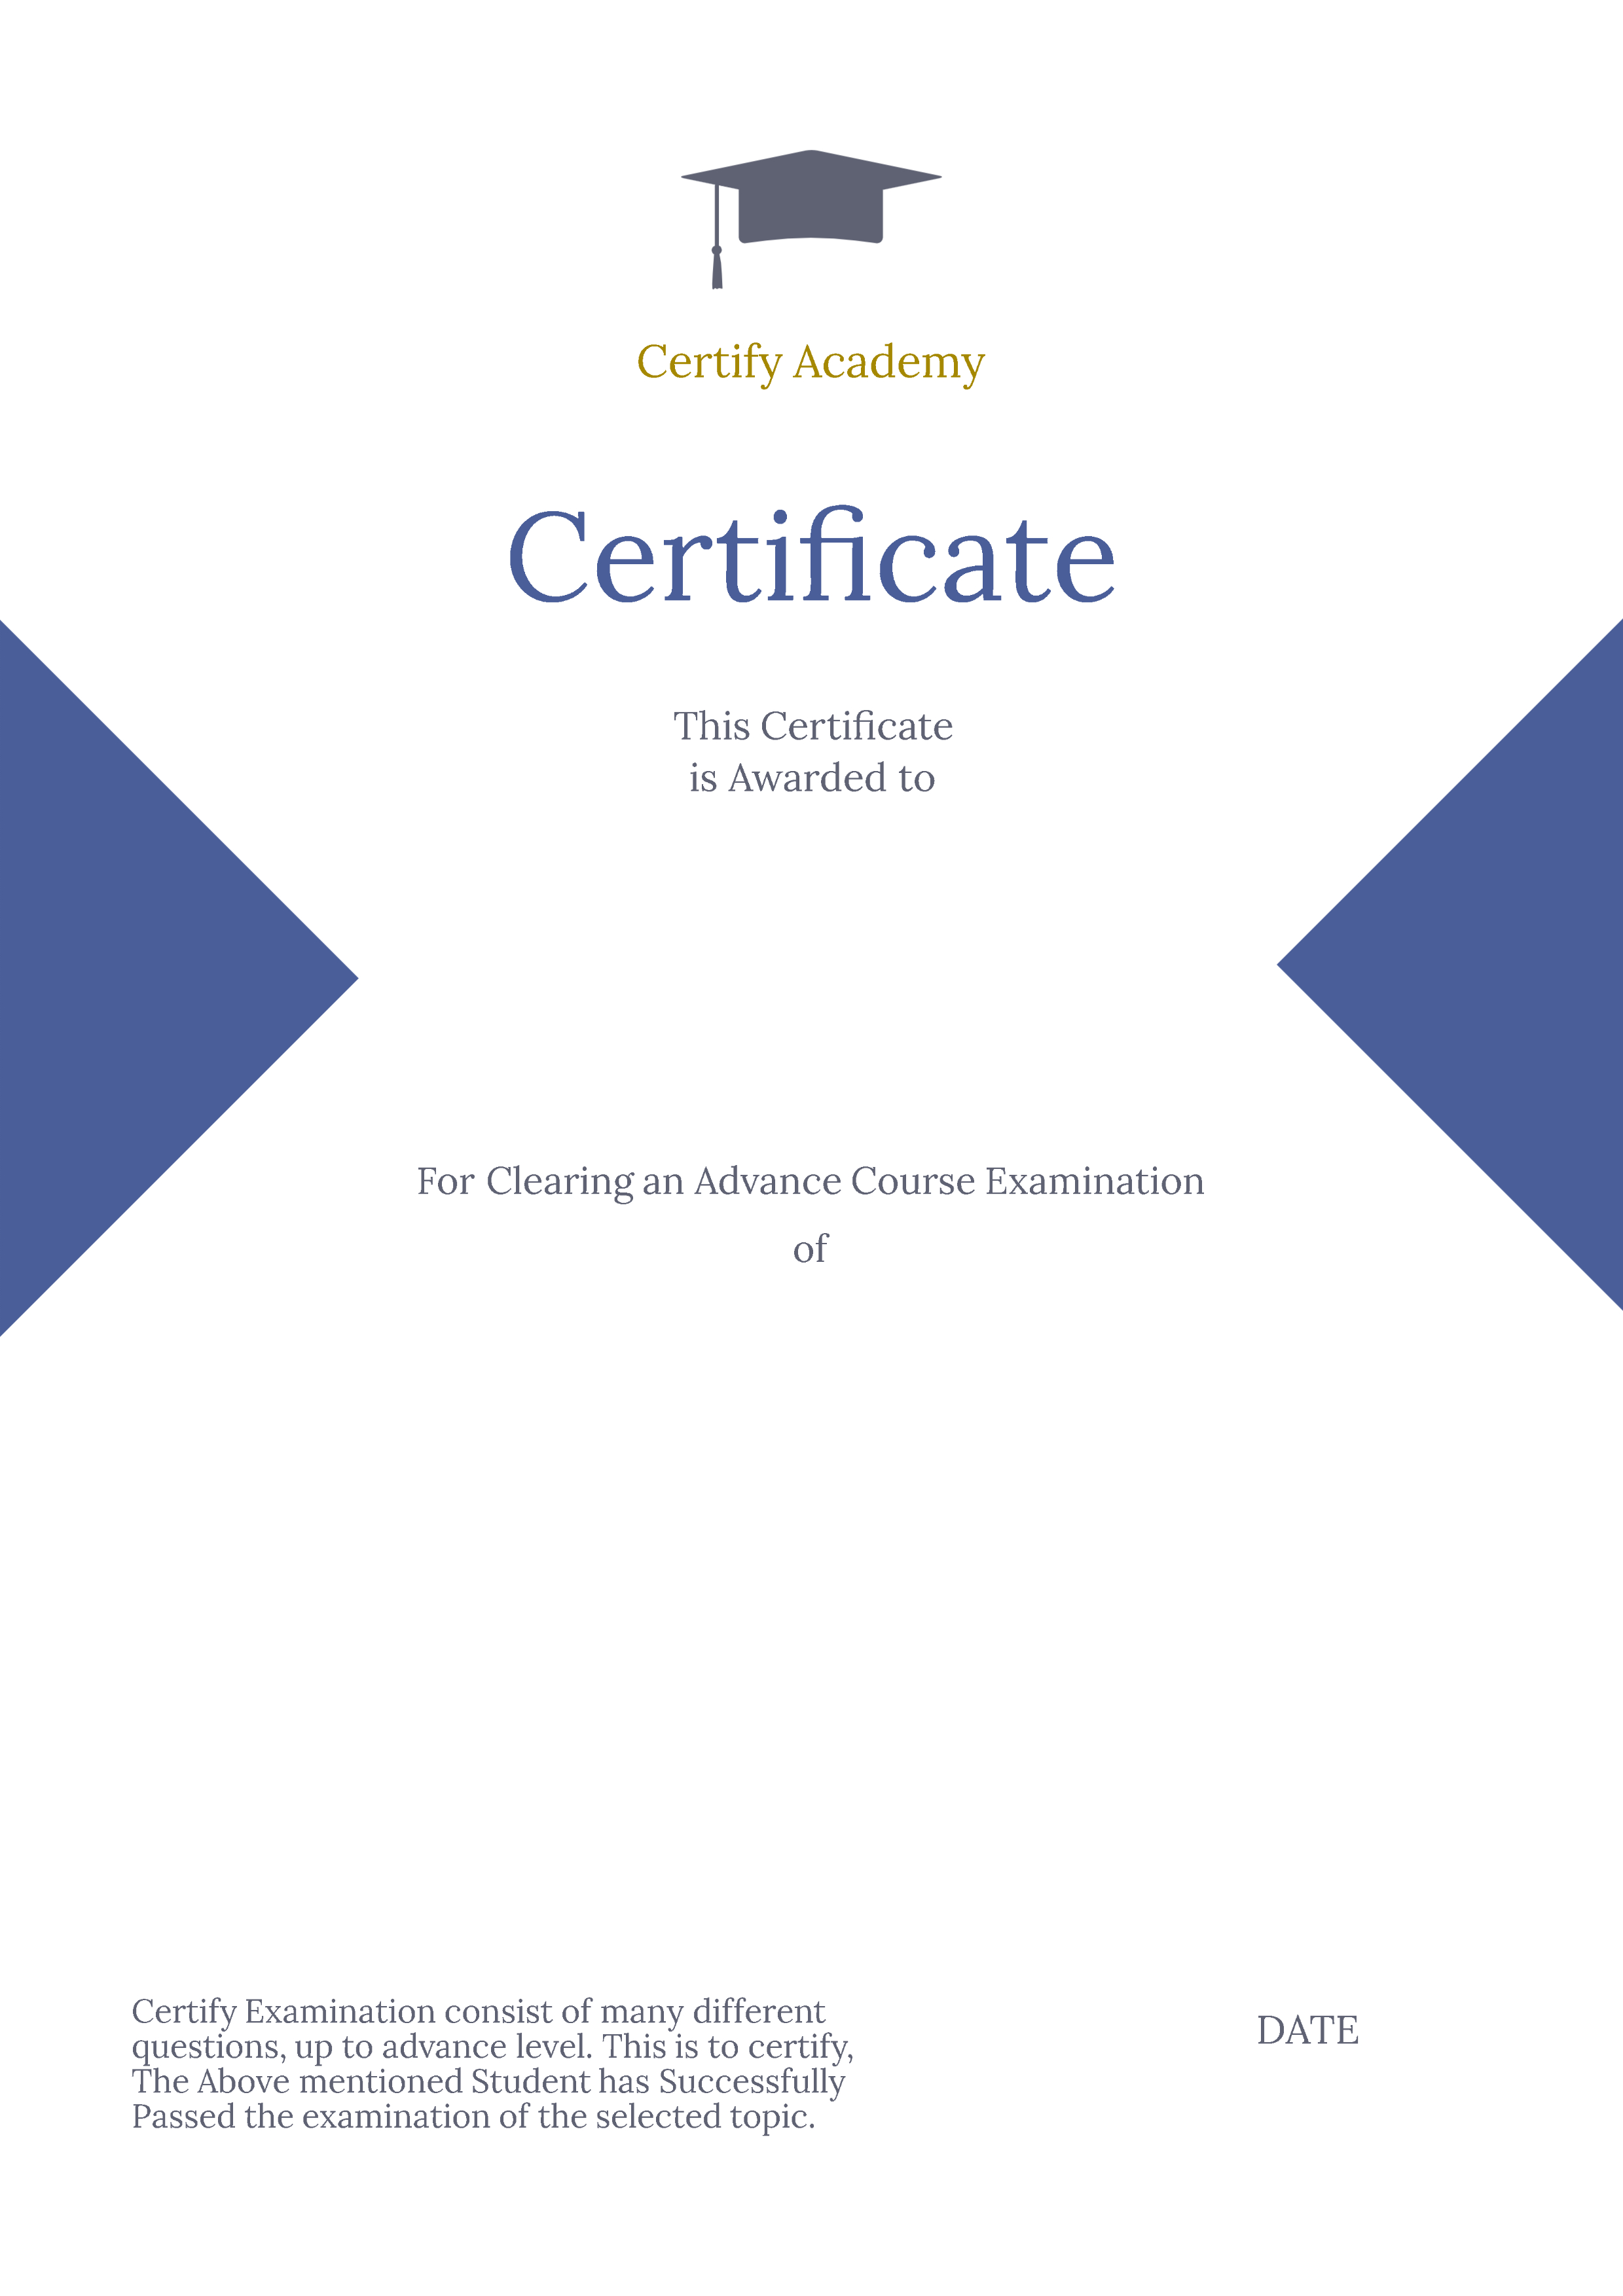 Certify Academy
Certificate
This Certificate
is Awarded to
For Clearing an Advance Course Examination
of
Certify Examination consist of many different
questions, up to advance level. This is to certify,
The Above mentioned Student has Successfully
Passed the examination of the selected topic.
DATE